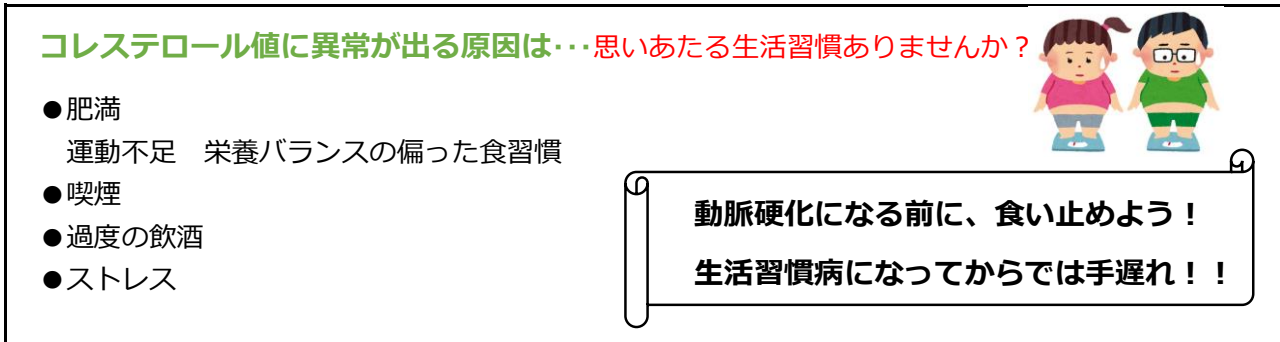 コレステロール値に異常が出る原因は･･･思いあたる生活習慣ありませんか？
●肥満
運動不足　栄養バランスの偏った食習慣
●喫煙
●過度の飲酒
●ストレス
動脈硬化になる前に、食い止めよう！
生活習慣病になってからでは手遅れ！！